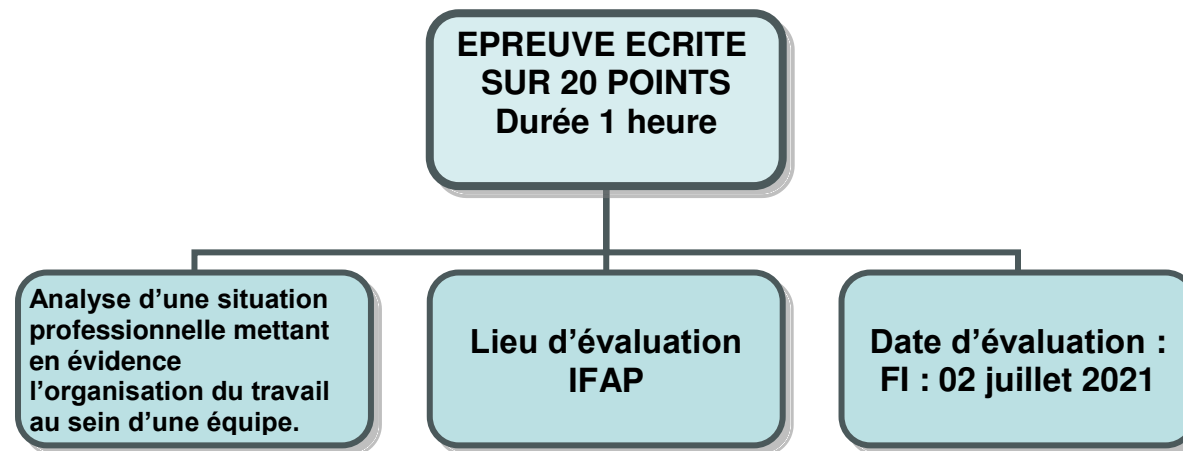 EPREUVE ECRITE
SUR 20 POINTS
Durée 1 heure
Analyse d’une situation
professionnelle mettant
en évidence
l’organisation du travail
au sein d’une équipe.
Lieu d’évaluation
IFAP
Date d’évaluation :
FI : 02 juillet 2021